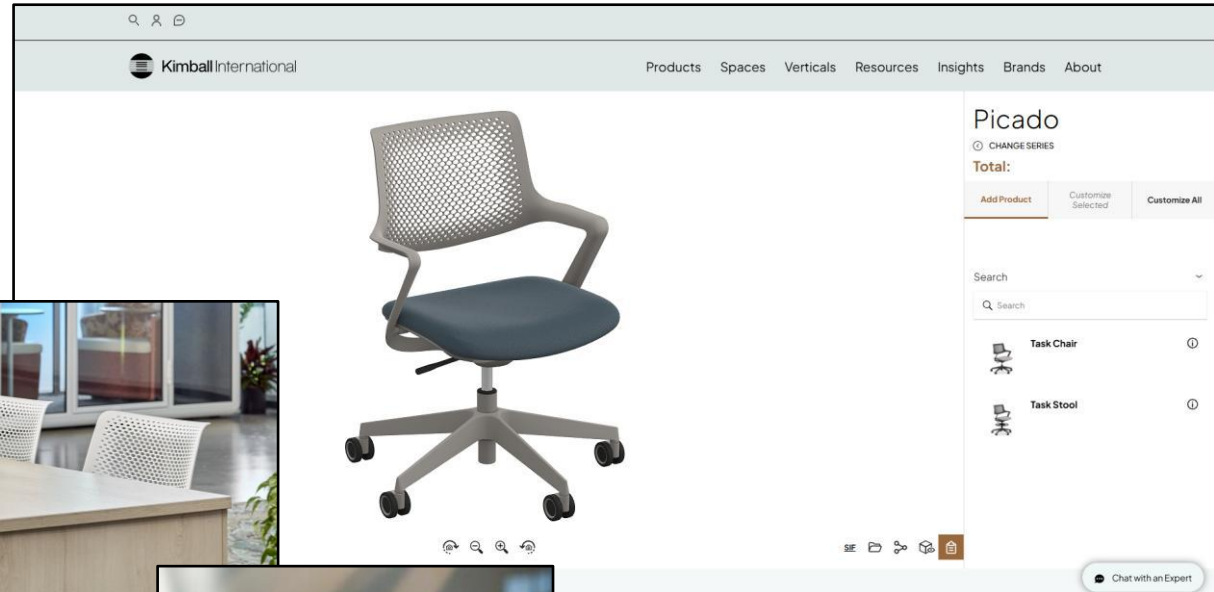 Kimball International
Products Spaces Verticals Resources Insights Brands About
Picado
CHANGE SERIES
Total:
Add Product
Customize Selected
Customize All
Search
Search
Task Chair
Task Stool
SIF
Chat with an Expert